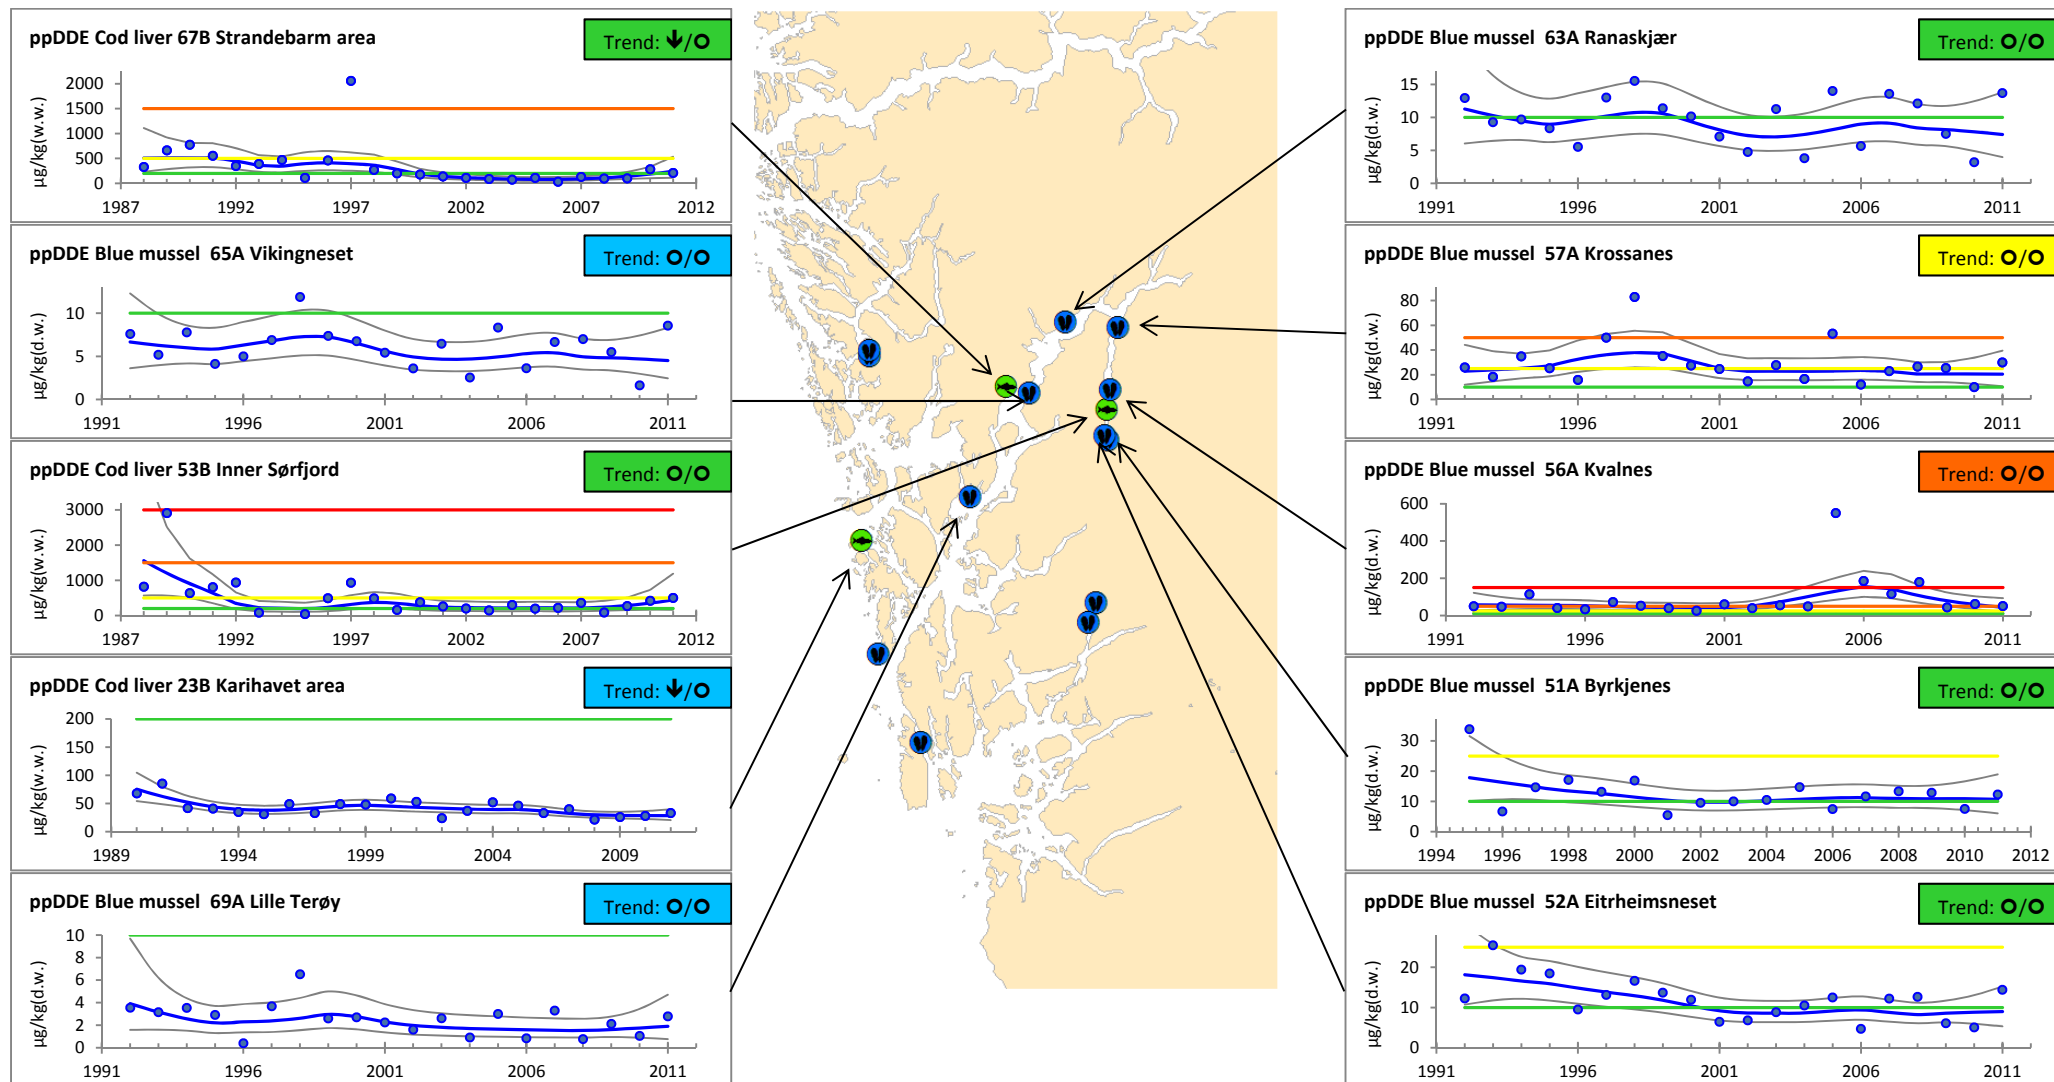 ppDDE Cod liver 67B Strandebarm area
Trend: 🡻/O
µg/kg(w.w.)
2000
1500
1000
500
0
1987 1992 1997 2002 2007 2012
ppDDE Blue mussel 65A Vikingneset
Trend: O/O
µg/kg(d.w.)
10
5
0
1991 1996 2001 2006 2011
ppDDE Cod liver 53B Inner Sørfjord
Trend: O/O
µg/kg(w.w.)
3000
2000
1000
0
1987 1992 1997 2002 2007 2012
ppDDE Cod liver 23B Karihavet area
Trend: 🡻/O
µg/kg(w.w.)
200
150
100
50
0
1989 1994 1999 2004 2009
ppDDE Blue mussel 69A Lille Terøy
Trend: O/O
µg/kg(d.w.)
10
8
6
4
2
0
1991 1996 2001 2006 2011
ppDDE Blue mussel 63A Ranaskjær
Trend: O/O
µg/kg(d.w.)
15
10
5
0
1991 1996 2001 2006 2011
ppDDE Blue mussel 57A Krossanes
Trend: O/O
µg/kg(d.w.)
80
60
40
20
0
1991 1996 2001 2006 2011
ppDDE Blue mussel 56A Kvalnes
Trend: O/O
µg/kg(d.w.)
600
400
200
0
1991 1996 2001 2006 2011
ppDDE Blue mussel 51A Byrkjenes
Trend: O/O
µg/kg(d.w.)
30
20
10
0
1994 1996 1998 2000 2002 2004 2006 2008 2010 2012
ppDDE Blue mussel 52A Eitrheimsneset
Trend: O/O
µg/kg(d.w.)
20
10
0
1991 1996 2001 2006 2011